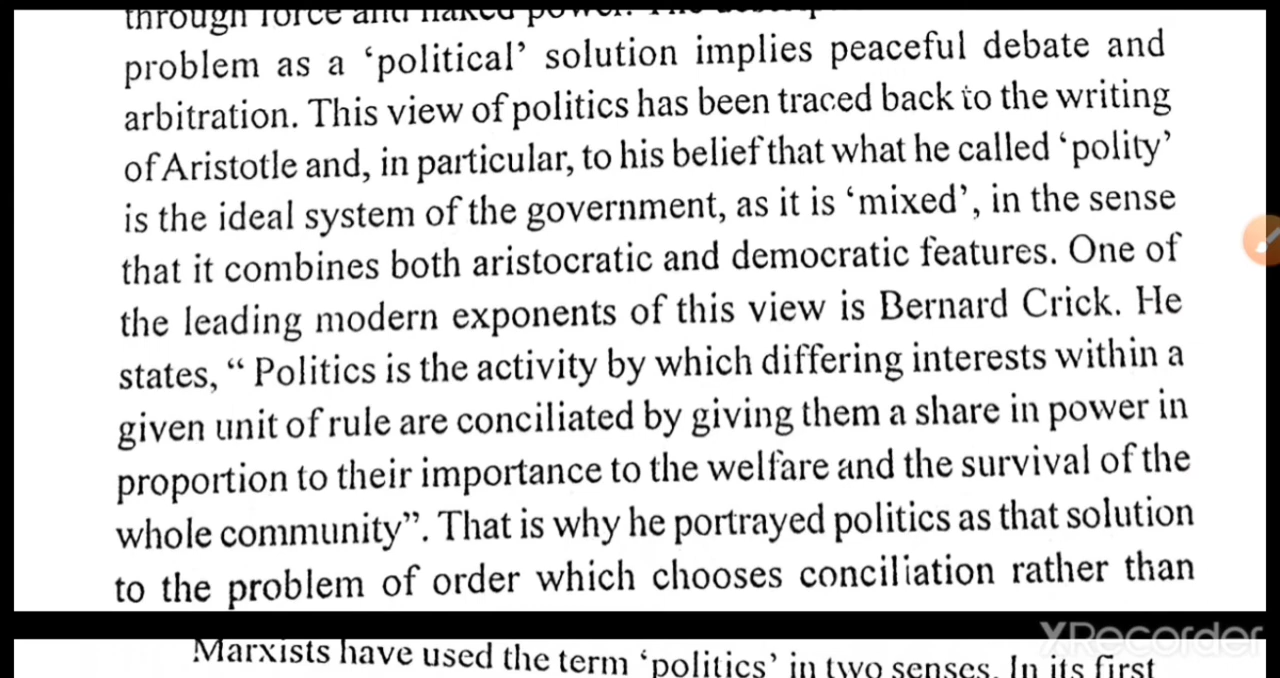 through force and naked power. The
problem as a ‘political’ solution implies peaceful debate and
arbitration. This view of politics has been traced back to the writing
of Aristotle and, in particular, to his belief that what he called ‘polity’
is the ideal system of the government, as it is ‘mixed’, in the sense
that it combines both aristocratic and democratic features. One of
the leading modern exponents of this view is Bernard Crick. He
states, “ Politics is the activity by which differing interests within a
given unit of rule are conciliated by giving them a share in power in
proportion to their importance to the welfare and the survival of the
whole community”. That is why he portrayed politics as that solution
to the problem of order which chooses conciliation rather than
XRecorder
Marxists have used the term ‘politics’ in two senses. In its first